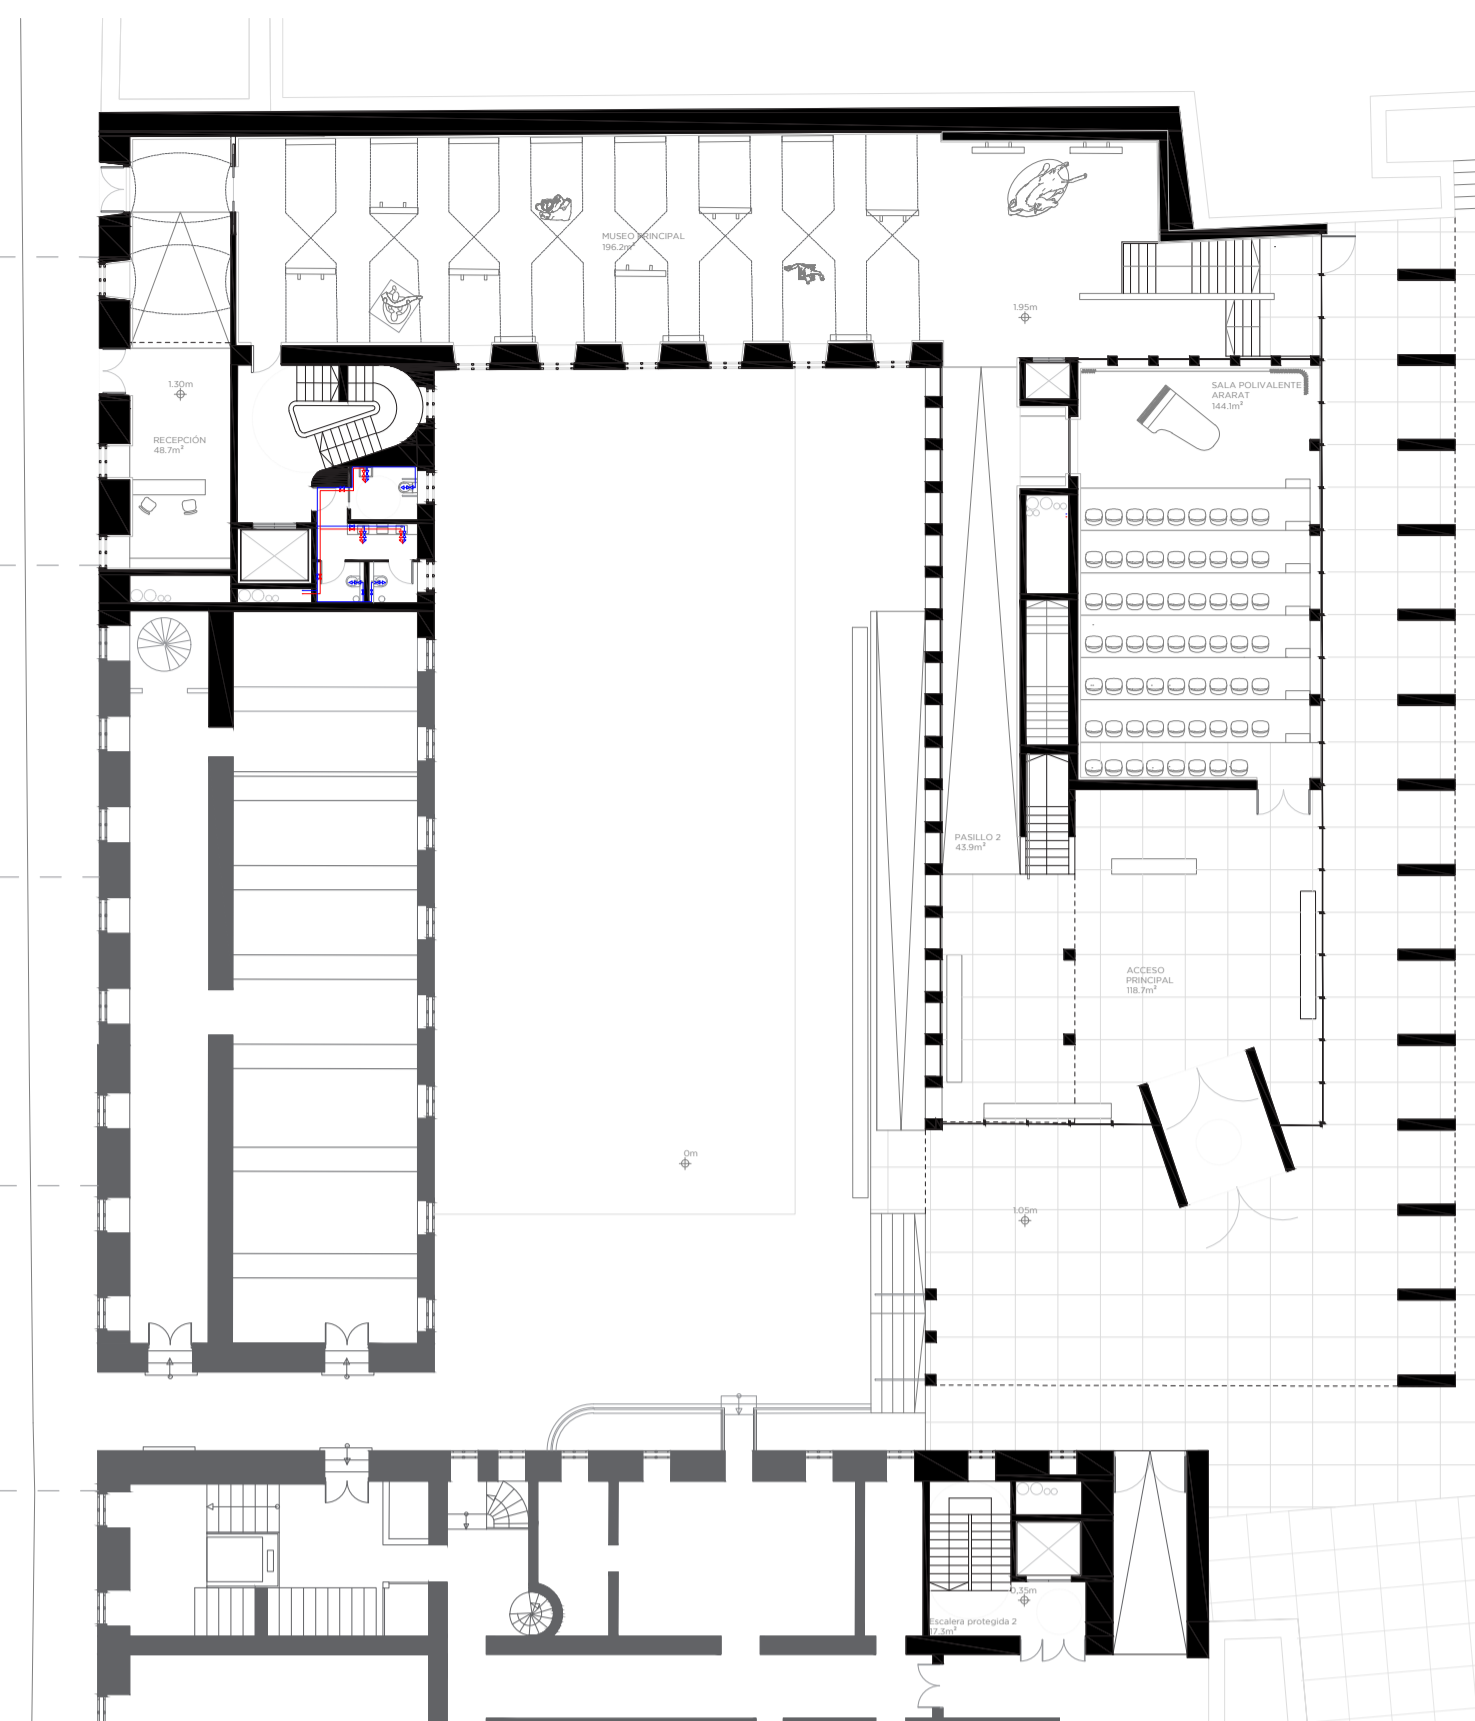 MUSEO PRINCIPAL
196.2m²
1.95m
1.30m
SALA POLIVALENTE
ARARAT
144.1m²
RECEPCIÓN
48.7m²
PASILLO 2
43.9m²
ACCESO
PRINCIPAL
118.7m²
0m
1.05m
0,35m
Escalera protegida 2
17.3m²